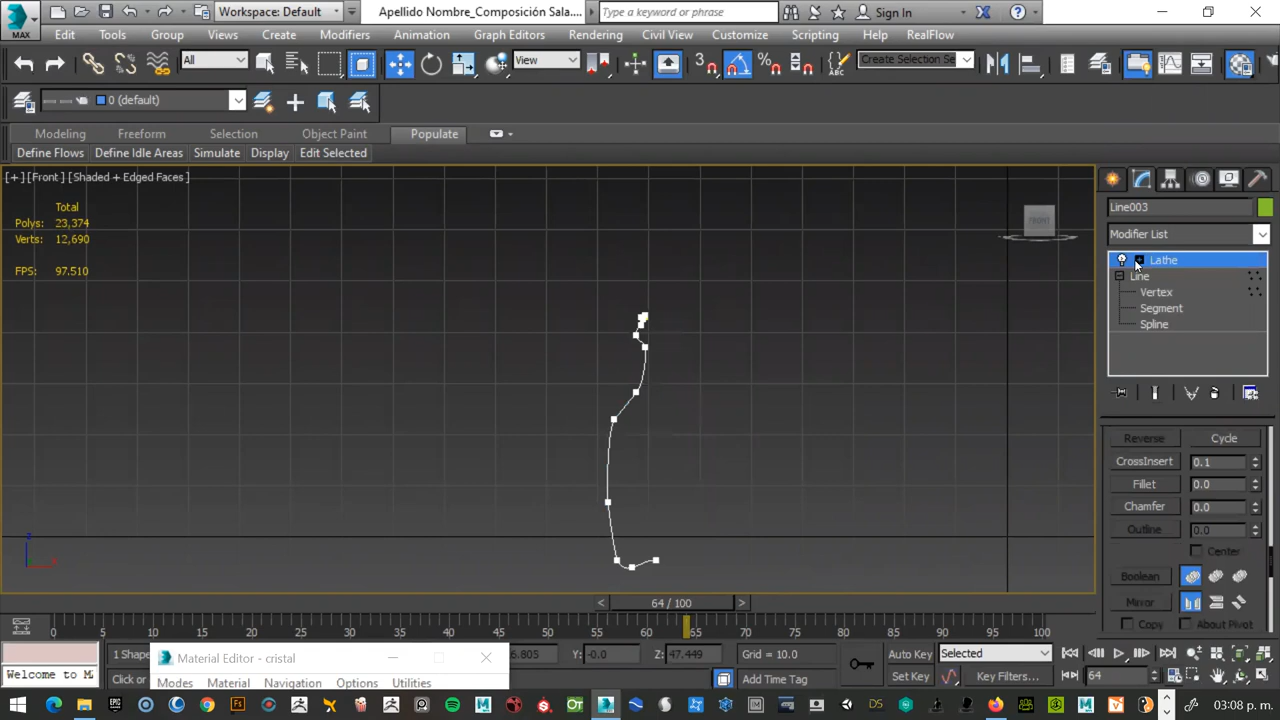 MAX
Workspace: Default
Apellido Nombre_Composición Sala....
Type a keyword or phrase
Sign In
Edit Tools Group Views Create Modifiers Animation Graph Editors Rendering Civil View Customize Scripting Help RealFlow
All
View
3
Create Selection Se
ABC
0 (default)
Modeling Freeform Selection Object Paint Populate
Define Flows Define Idle Areas Simulate Display Edit Selected
[+] [Front] [Shaded + Edged Faces]
Total
Polys: 23,374
Verts: 12,690
FPS: 97.510
FRONT
Line003
Modifier List
Lathe
Line
Vertex
Segment
Spline
Reverse Cycle
CrossInsert 0.1
Fillet 0.0
Chamfer 0.0
Outline 0.0
Center
Boolean
Mirror
Copy About Pivot
z
x
< 64 / 100 >
0 5 10 15 20 25 30 35 40 45 50 55 60 65 70 75 80 85 90 95 100
1 Shape
Material Editor - cristal
6.805 Y: -0.0 Z: 47.449 Grid = 10.0
Auto Key Selected
Welcome to MA
Click or
Modes Material Navigation Options Utilities
Add Time Tag
Set Key Key Filters... 64
03:08 p. m.